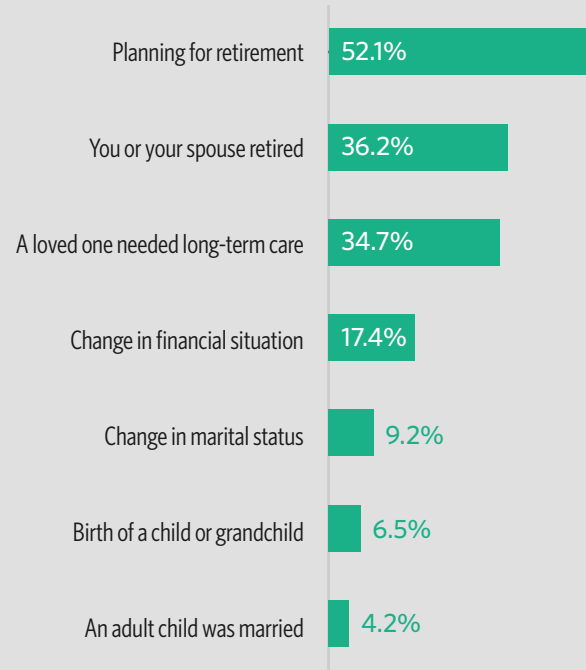 Planning for retirement 52.1%
You or your spouse retired 36.2%
A loved one needed long-term care 34.7%
Change in financial situation 17.4%
Change in marital status 9.2%
Birth of a child or grandchild 6.5%
An adult child was married 4.2%